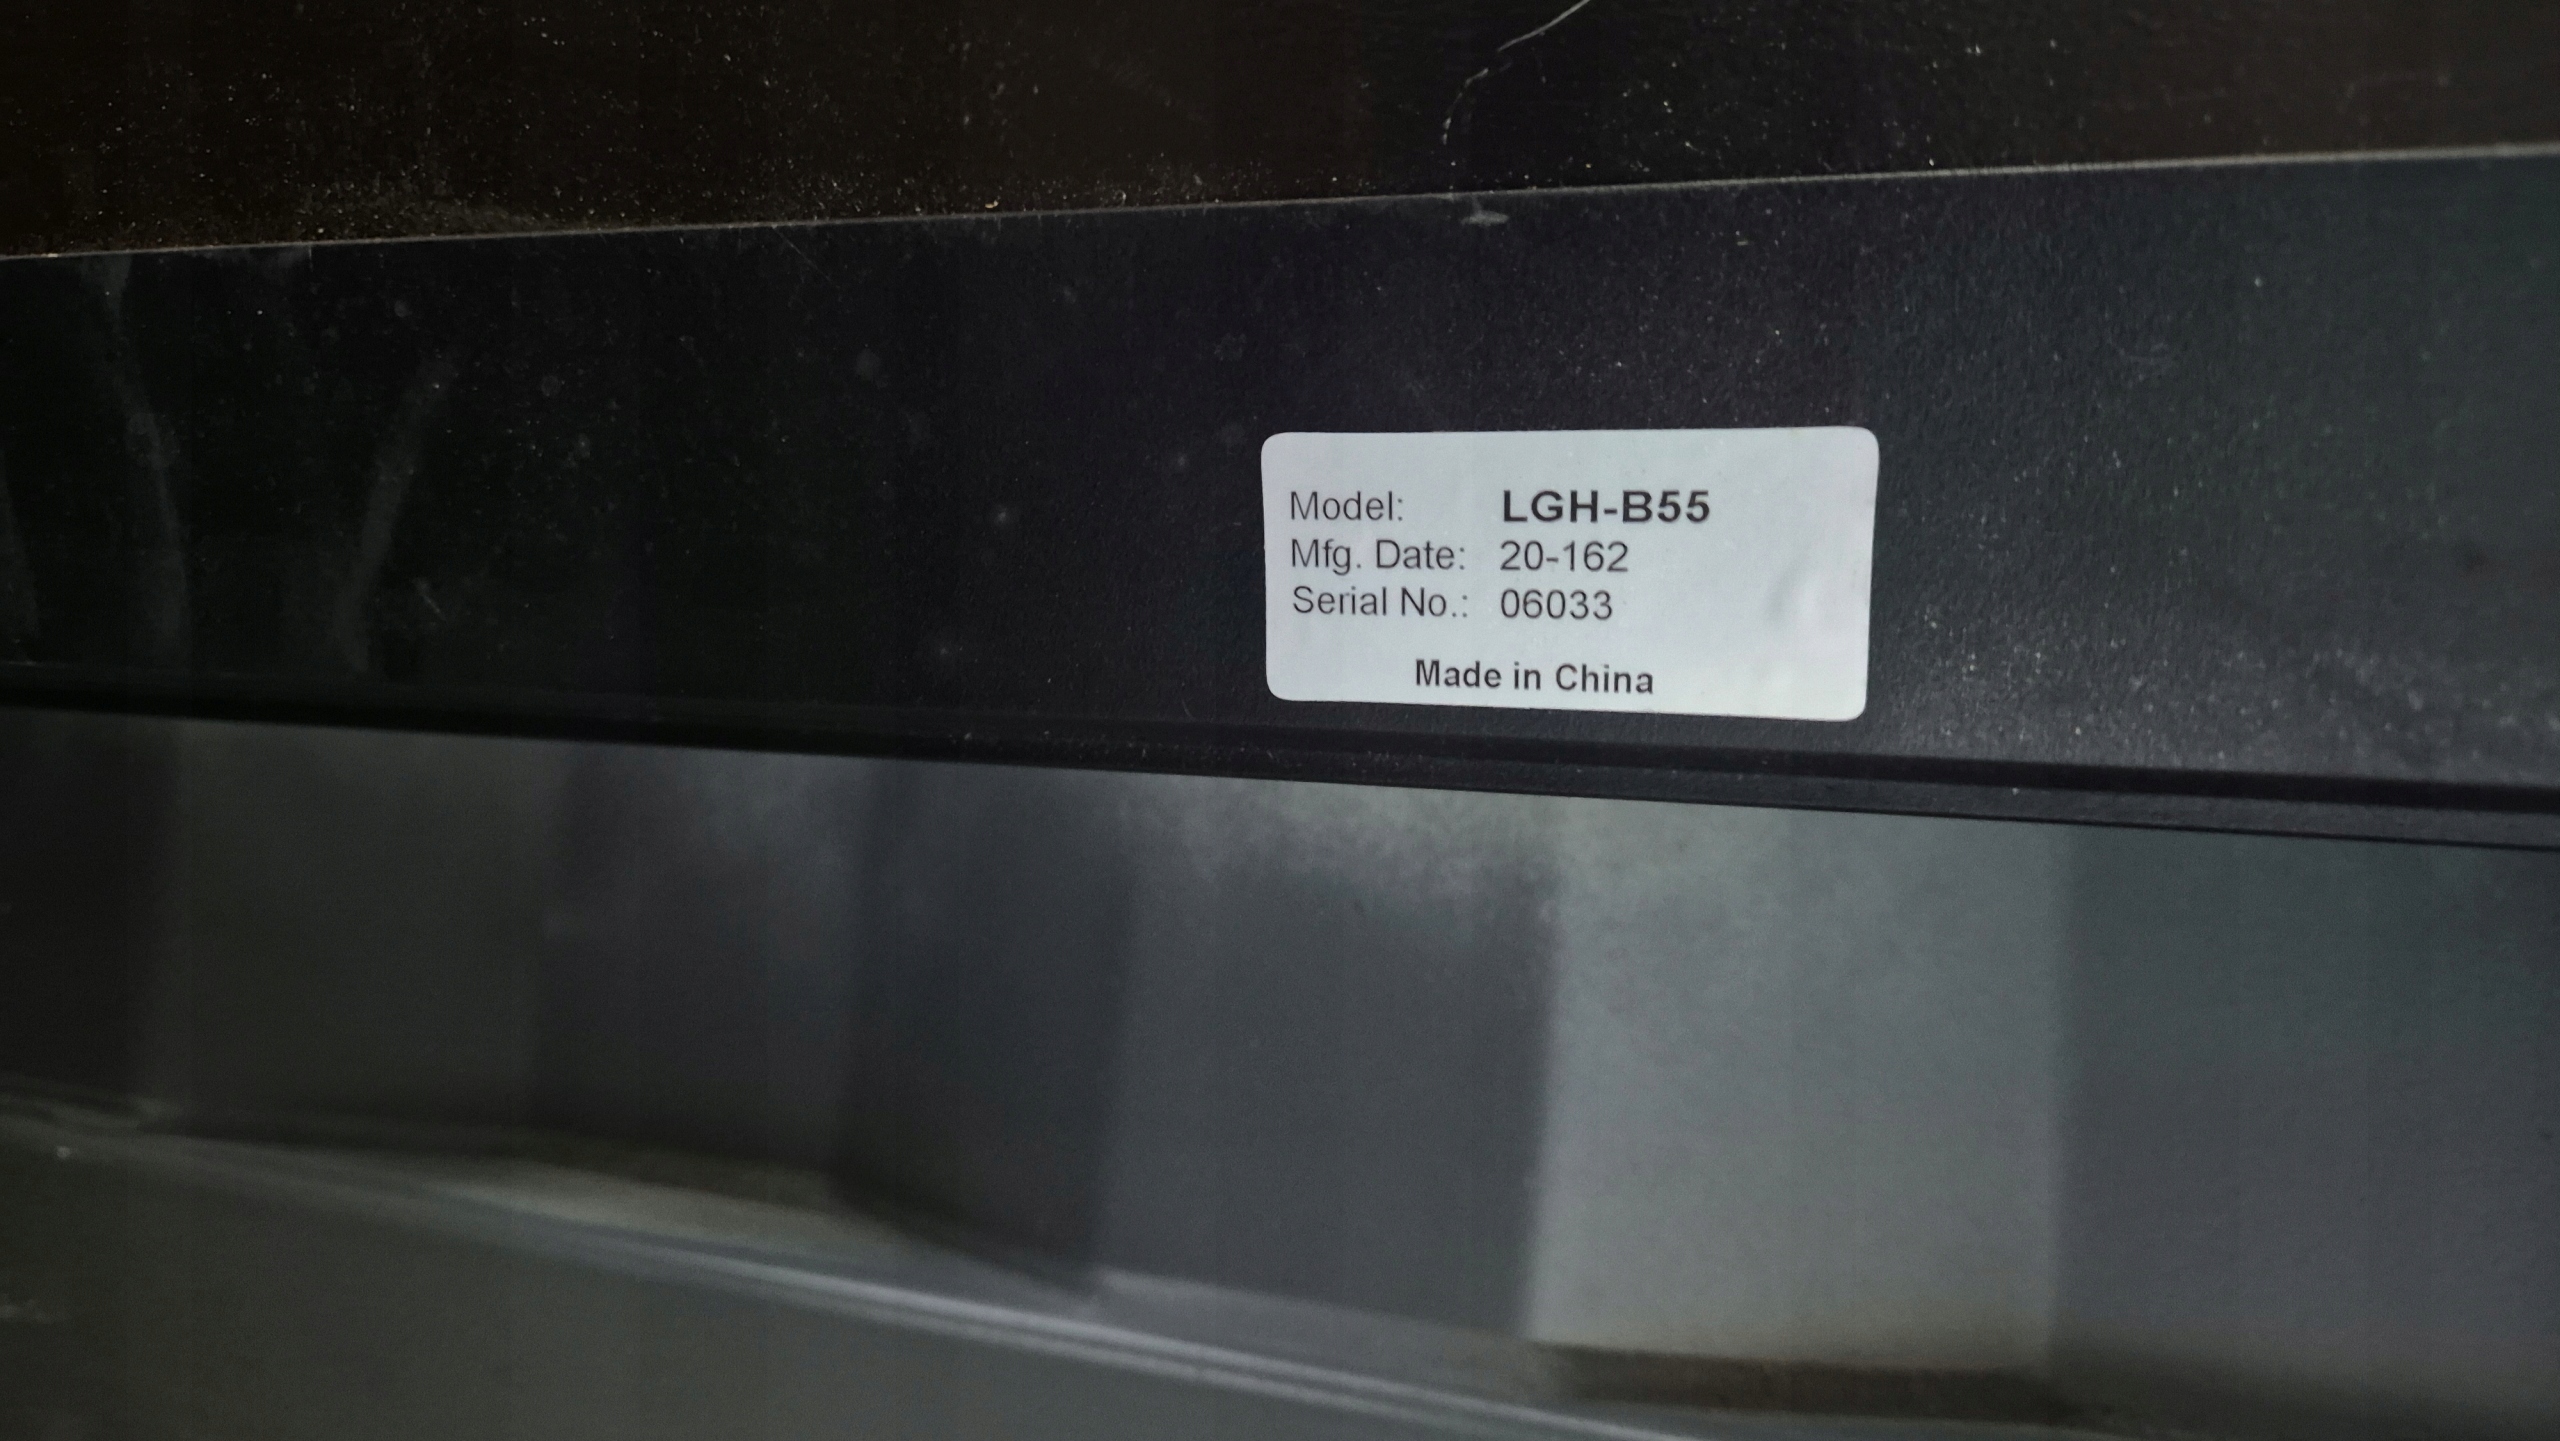 Model: LGH-B55
Mfg. Date: 20-162
Serial No.: 06033
Made in China